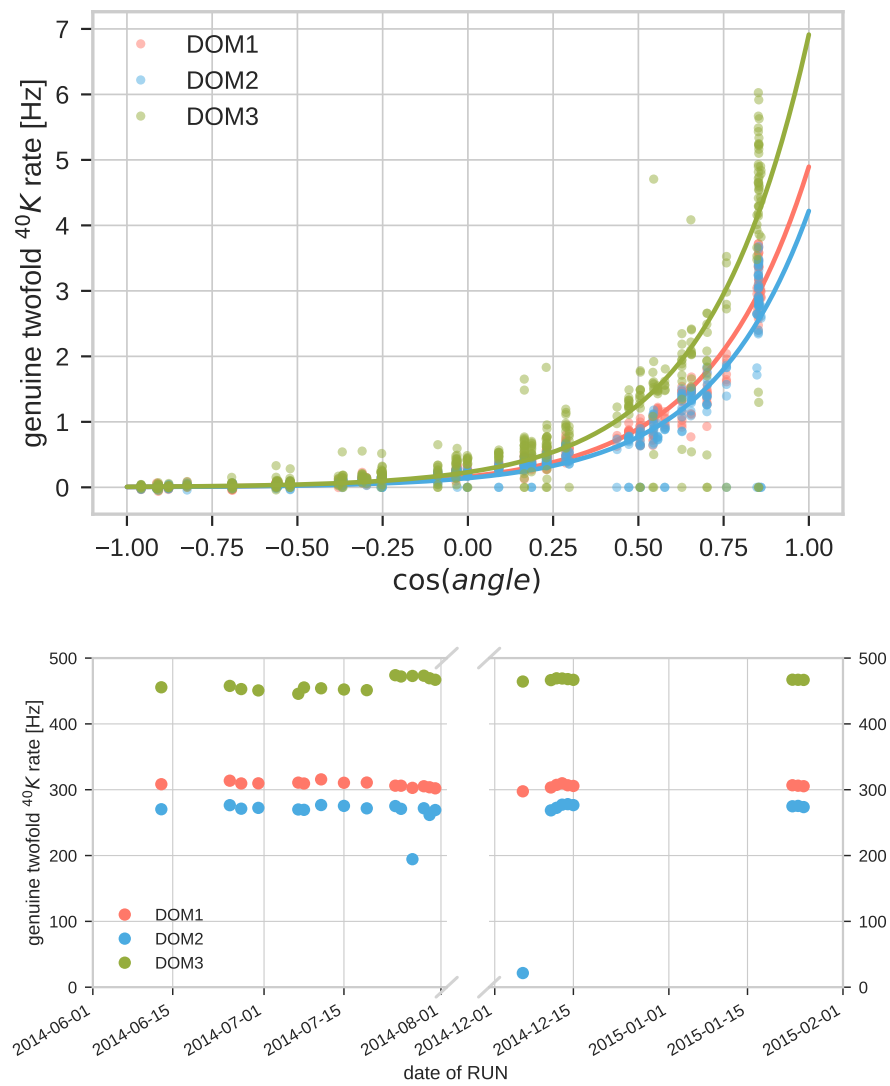 genuine twofold ⁴⁰K rate [Hz]
7
6
5
4
3
2
1
0
DOM1
DOM2
DOM3
−1.00 −0.75 −0.50 −0.25 0.00 0.25 0.50 0.75 1.00
cos(angle)
genuine twofold ⁴⁰K rate [Hz]
500 500
400 400
300 300
200 200
100 100
0 0
DOM1
DOM2
DOM3
2014-06-01 2014-06-15 2014-07-01 2014-07-15 2014-08-01 2014-12-01 2014-12-15 2015-01-01 2015-01-15 2015-02-01
date of RUN